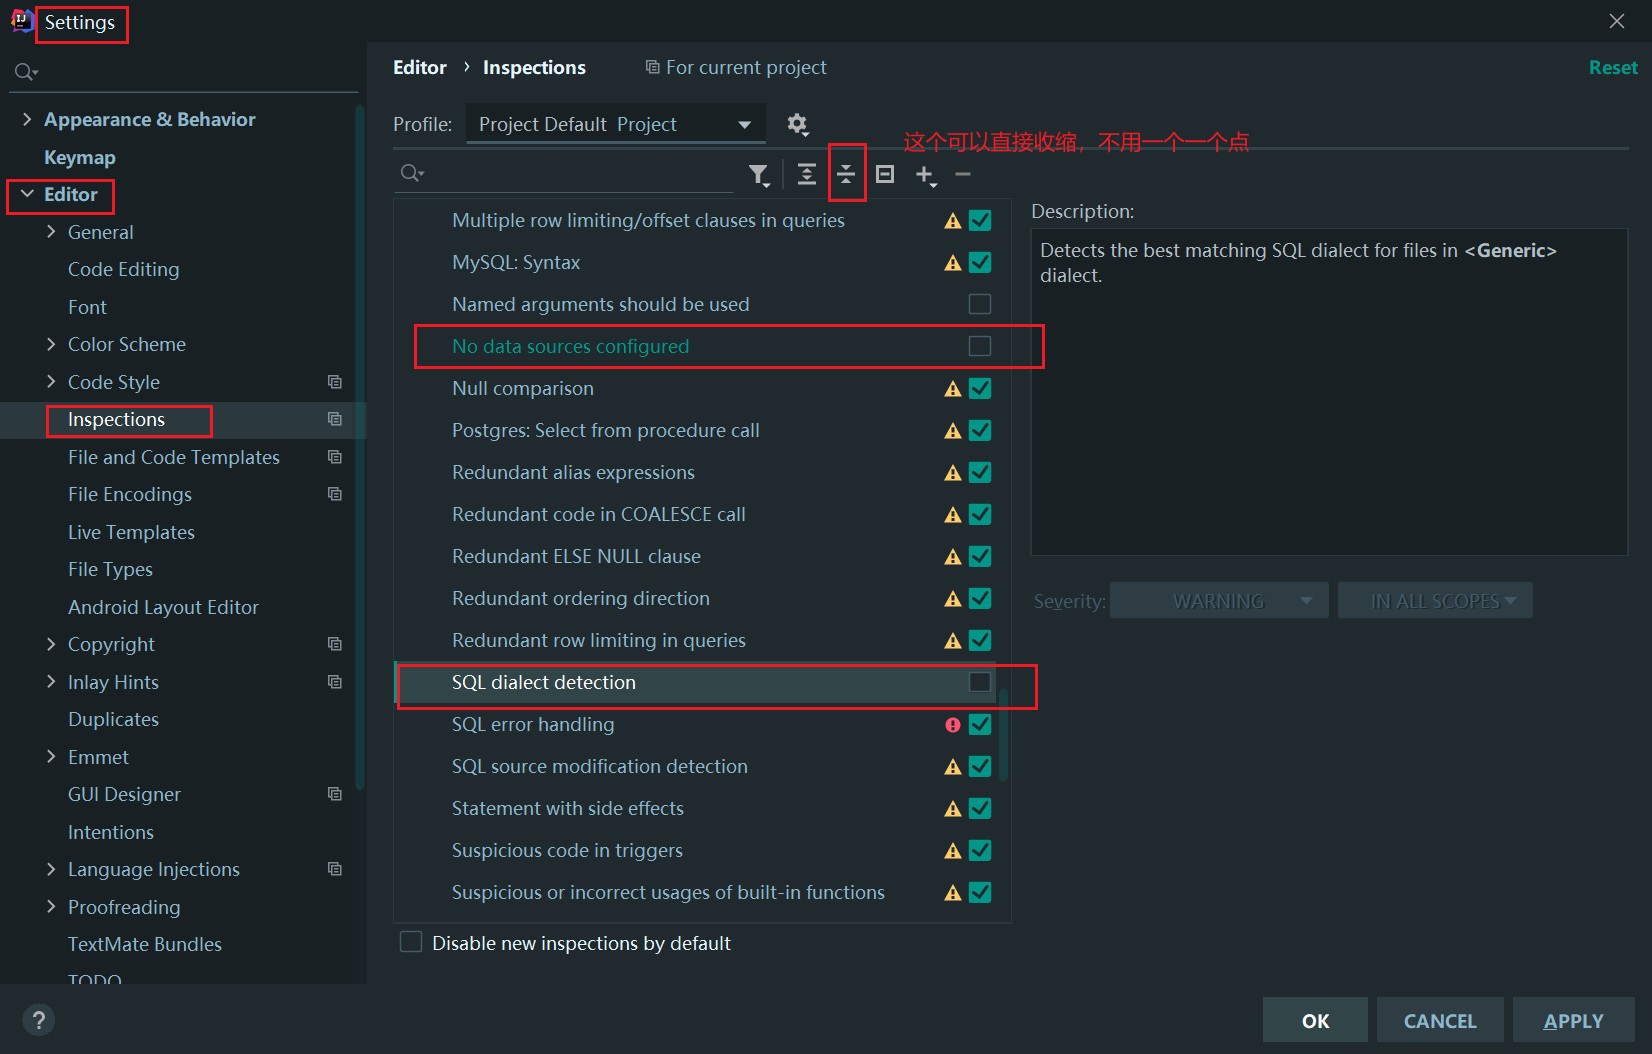 Settings
Appearance & Behavior
Keymap
Editor
General
Code Editing
Font
Color Scheme
Code Style
Inspections
File and Code Templates
File Encodings
Live Templates
File Types
Android Layout Editor
Copyright
Inlay Hints
Duplicates
Emmet
GUI Designer
Intentions
Language Injections
Proofreading
TextMate Bundles
TODO
Editor › Inspections
For current project
Reset
Profile: Project Default Project
这个可以直接收缩，不用一个一个点
Multiple row limiting/offset clauses in queries
MySQL: Syntax
Named arguments should be used
No data sources configured
Null comparison
Postgres: Select from procedure call
Redundant alias expressions
Redundant code in COALESCE call
Redundant ELSE NULL clause
Redundant ordering direction
Redundant row limiting in queries
SQL dialect detection
SQL error handling
SQL source modification detection
Statement with side effects
Suspicious code in triggers
Suspicious or incorrect usages of built-in functions
Disable new inspections by default
Description:
Detects the best matching SQL dialect for files in <Generic>
dialect.
Severity: WARNING IN ALL SCOPES
?
OK CANCEL APPLY